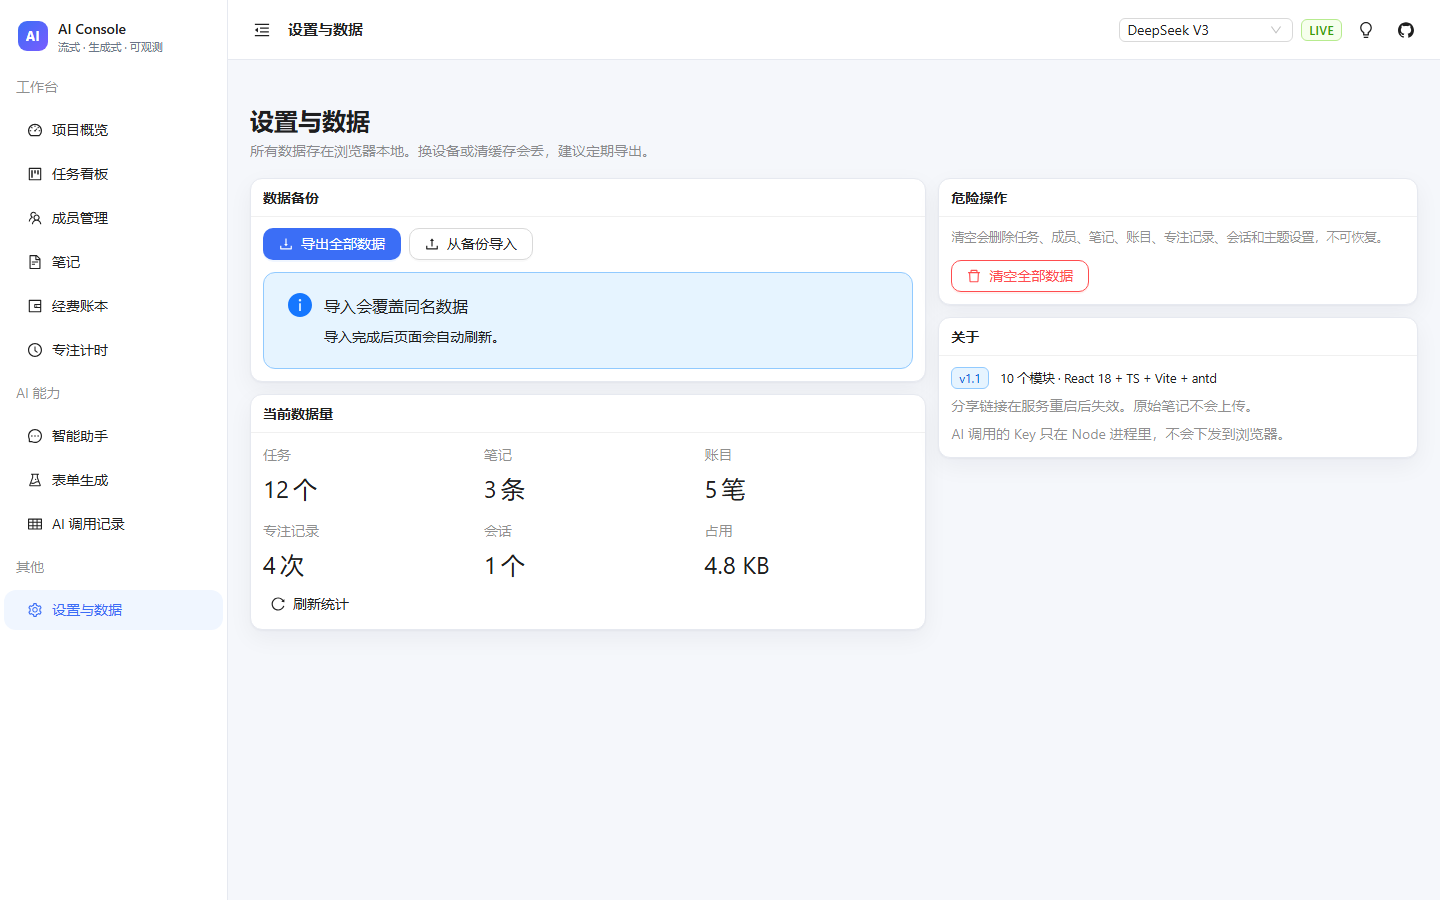 AI
AI Console
流式 · 生成式 · 可观测
工作台
项目概览
任务看板
成员管理
笔记
经费账本
专注计时
AI 能力
智能助手
表单生成
AI 调用记录
其他
设置与数据
设置与数据
DeepSeek V3
LIVE
设置与数据
所有数据存在浏览器本地。换设备或清缓存会丢，建议定期导出。
数据备份
导出全部数据
从备份导入
导入会覆盖同名数据
导入完成后页面会自动刷新。
当前数据量
任务
笔记
账目
12 个
3 条
5 笔
专注记录
会话
占用
4 次
1 个
4.8 KB
刷新统计
危险操作
清空会删除任务、成员、笔记、账目、专注记录、会话和主题设置，不可恢复。
清空全部数据
关于
v1.1
10 个模块 · React 18 + TS + Vite + antd
分享链接在服务重启后失效。原始笔记不会上传。
AI 调用的 Key 只在 Node 进程里，不会下发到浏览器。